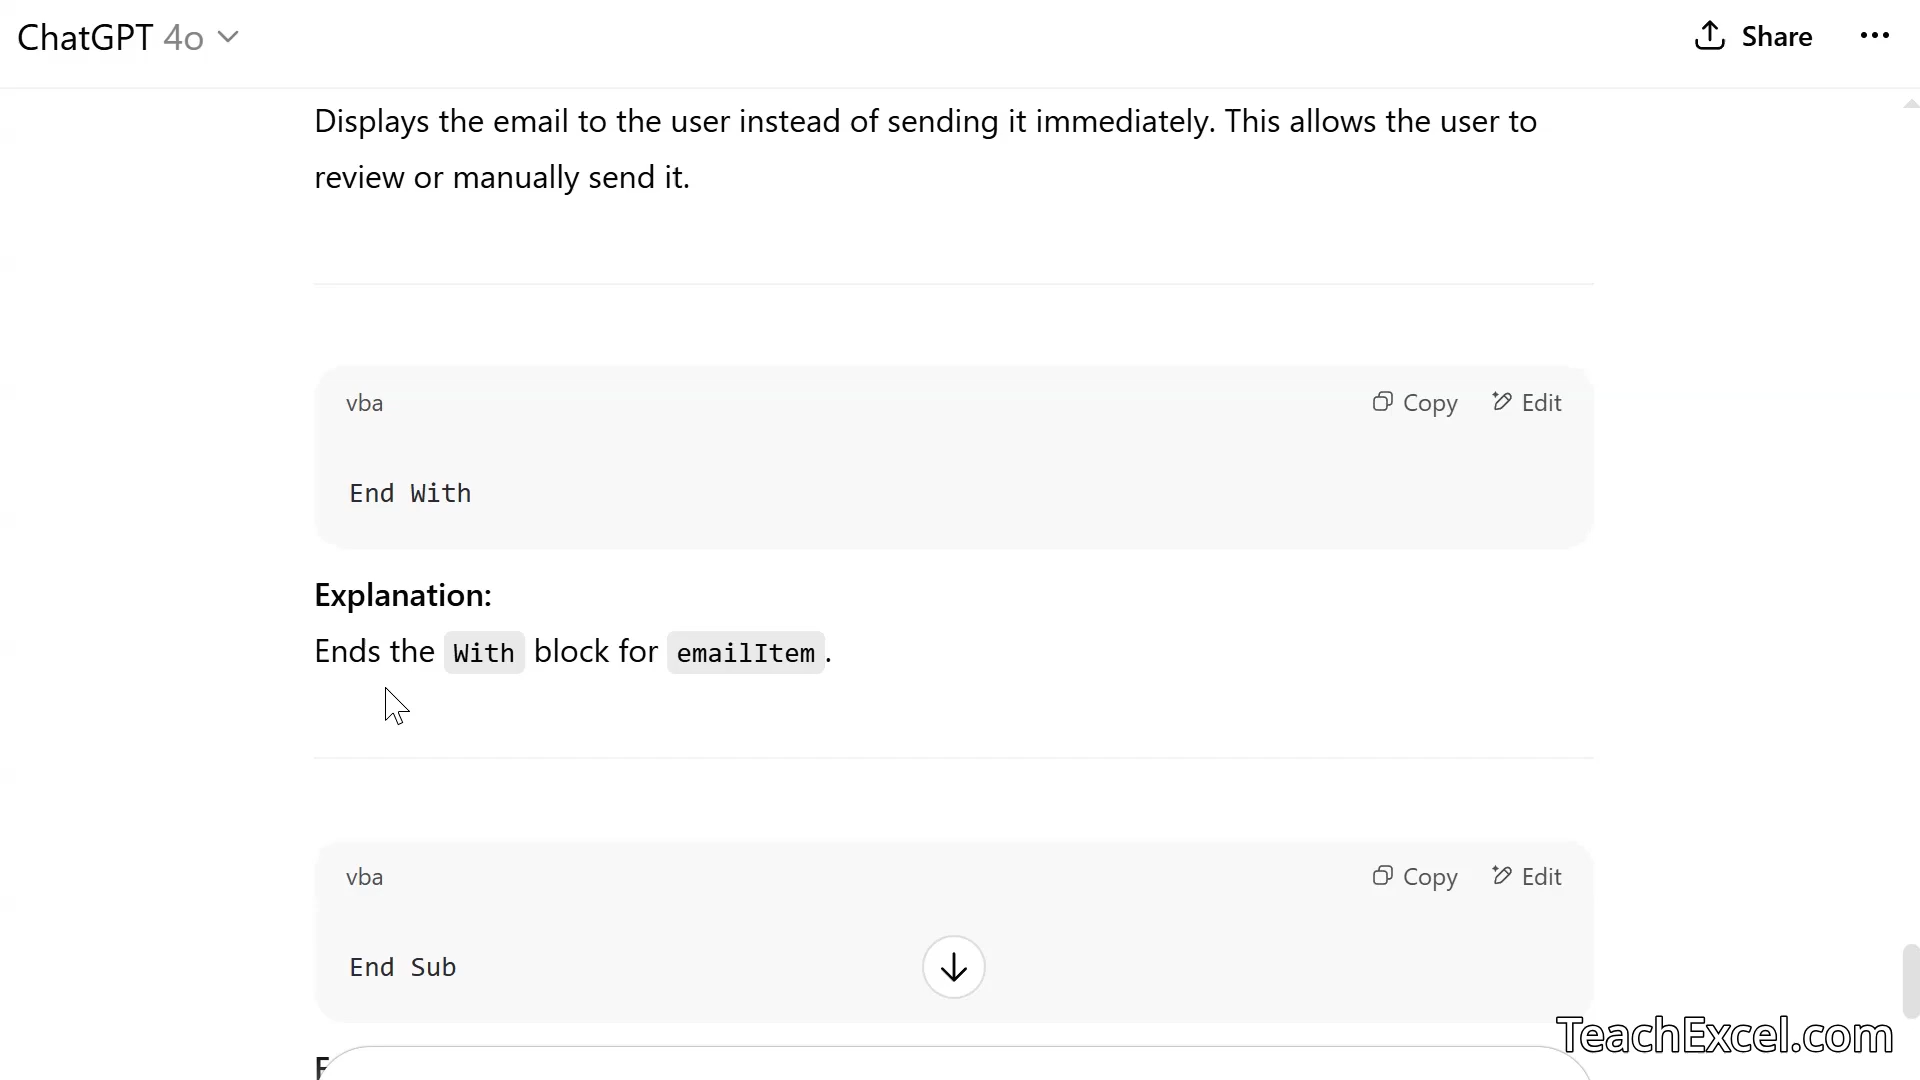 ChatGPT 4o
Share
Displays the email to the user instead of sending it immediately. This allows the user to
review or manually send it.
vba
Copy
Edit
End With
Explanation:
Ends the With block for emailItem.
vba
Copy
Edit
End Sub
TeachExcel.com